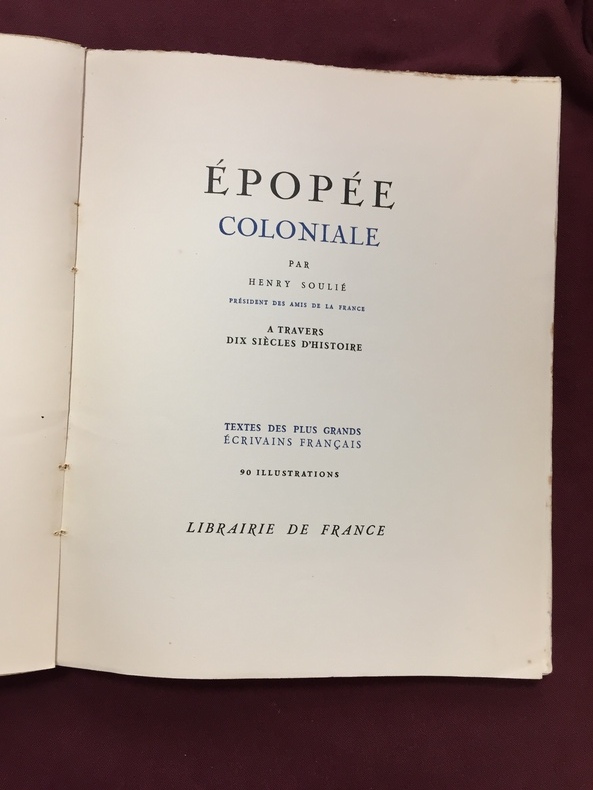 ÉPOPÉE
COLONIALE
PAR
HENRY SOULIÉ
PRÉSIDENT DES AMIS DE LA FRANCE
A TRAVERS
DIX SIÈCLES D'HISTOIRE
TEXTES DES PLUS GRANDS
ÉCRIVAINS FRANÇAIS
90 ILLUSTRATIONS
LIBRAIRIE DE FRANCE